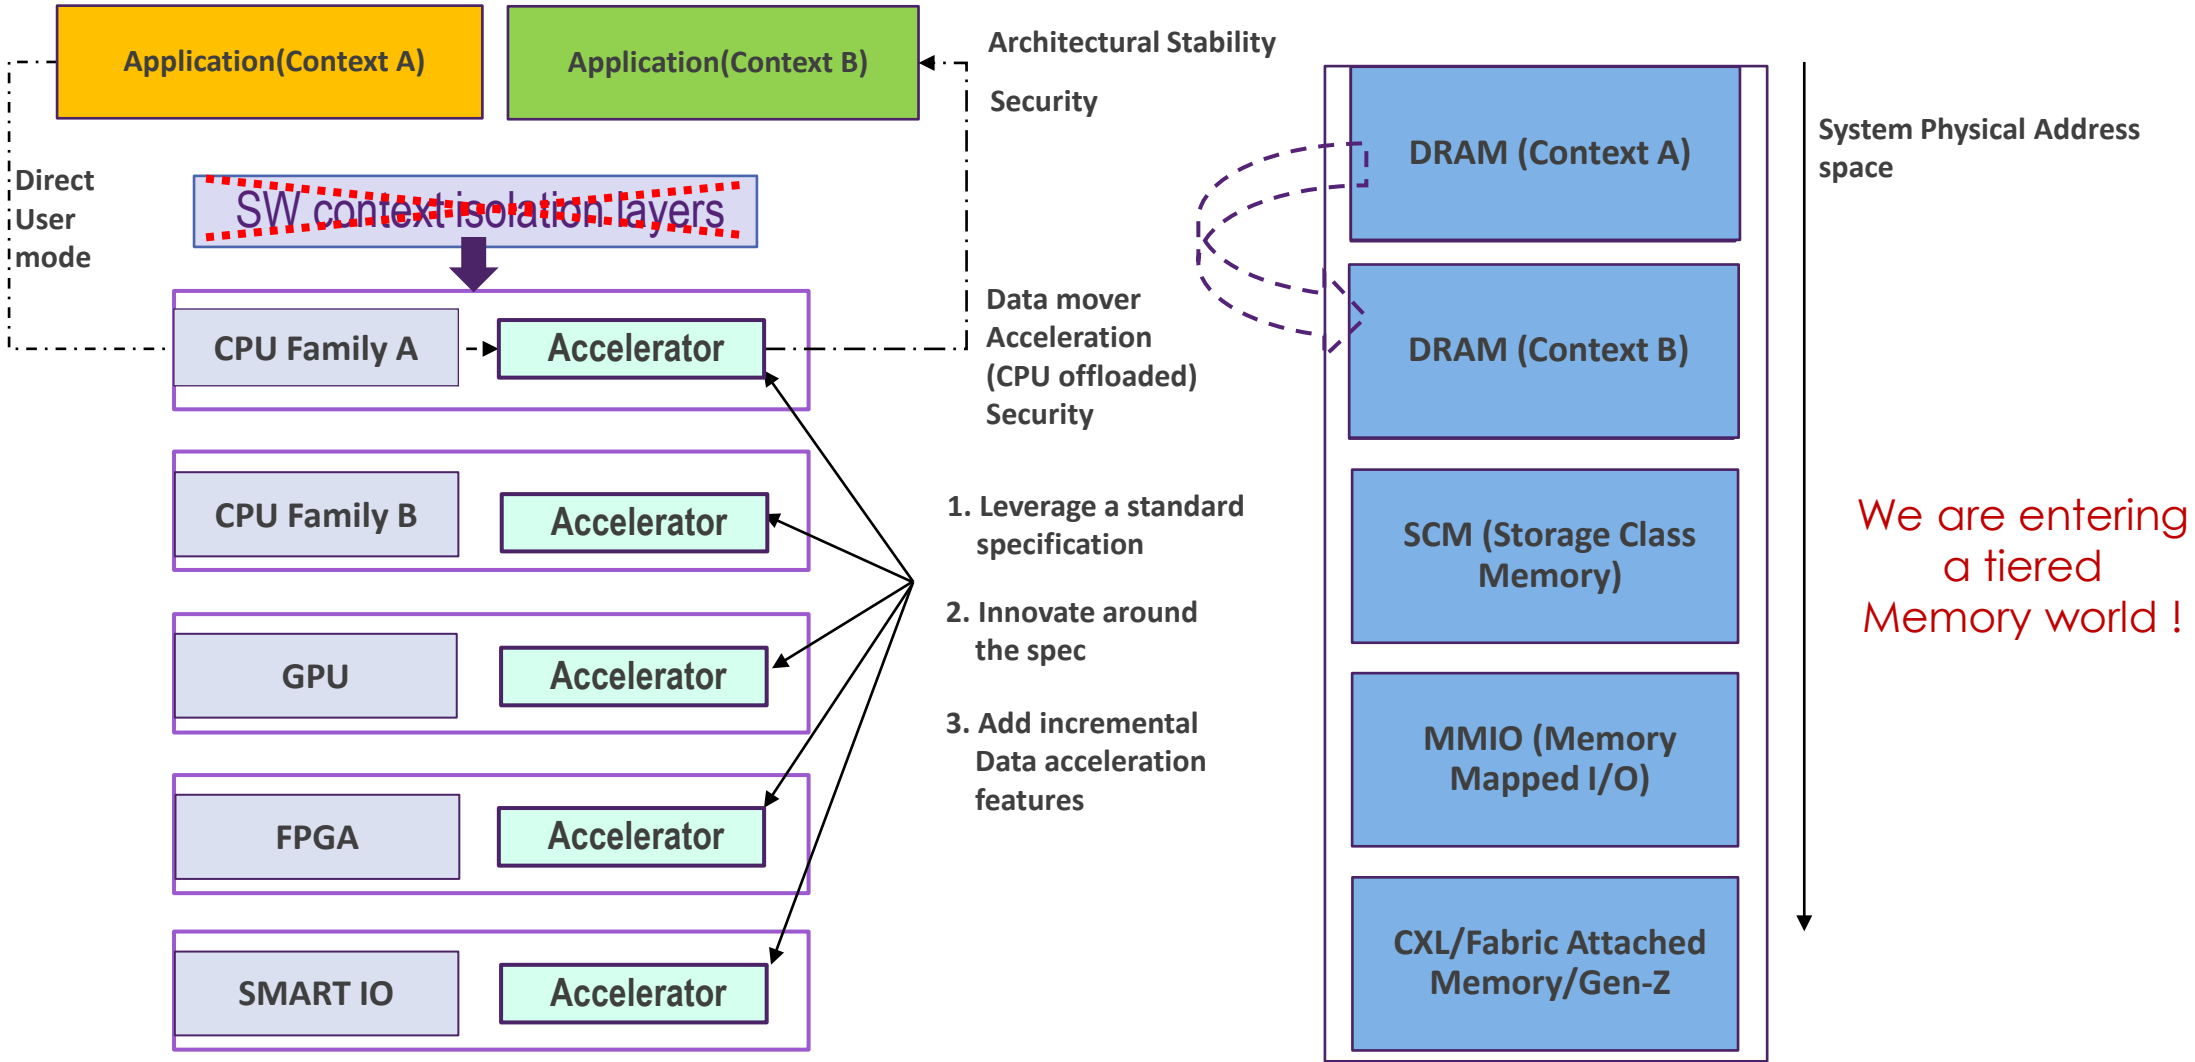 Application(Context A)
Application(Context B)
Architectural Stability
Security
Direct
User
mode
SW context isolation layers
CPU Family A
Accelerator
Data mover
Acceleration
(CPU offloaded)
Security
CPU Family B
Accelerator
GPU
Accelerator
FPGA
Accelerator
SMART IO
Accelerator
1. Leverage a standard
specification
2. Innovate around
the spec
3. Add incremental
Data acceleration
features
DRAM (Context A)
DRAM (Context B)
SCM (Storage Class
Memory)
MMIO (Memory
Mapped I/O)
CXL/Fabric Attached
Memory/Gen-Z
System Physical Address
space
We are entering
a tiered
Memory world !